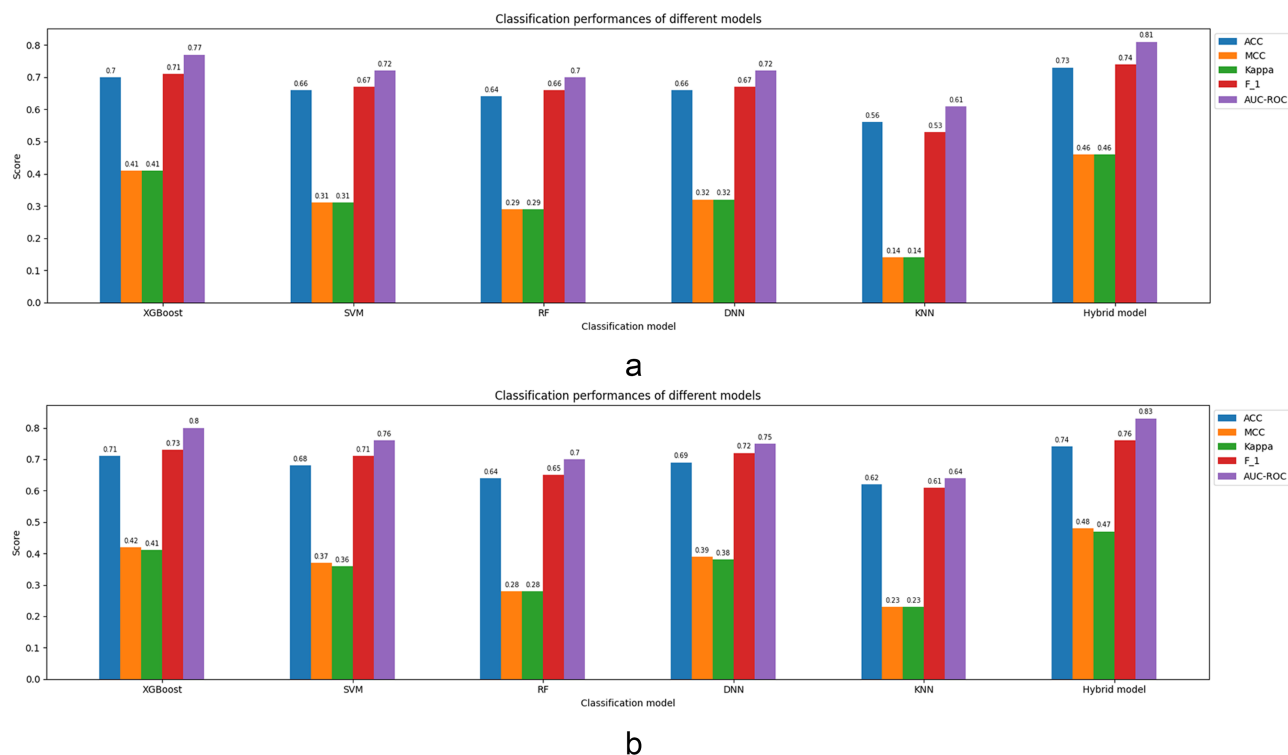 Classification performances of different models
ACC
MCC
Kappa
F_1
AUC-ROC
Score
0.8
0.7
0.6
0.5
0.4
0.3
0.2
0.1
0.0
0.7 0.41 0.41 0.71 0.77
0.66 0.31 0.31 0.67 0.72
0.64 0.29 0.29 0.66 0.7
0.66 0.32 0.32 0.67 0.72
0.56 0.14 0.14 0.53 0.61
0.73 0.46 0.46 0.74 0.81
XGBoost SVM RF DNN KNN Hybrid model
Classification model
a
Classification performances of different models
ACC
MCC
Kappa
F_1
AUC-ROC
Score
0.8
0.7
0.6
0.5
0.4
0.3
0.2
0.1
0.0
0.71 0.42 0.41 0.73 0.8
0.68 0.37 0.36 0.71 0.76
0.64 0.28 0.28 0.65 0.7
0.69 0.39 0.38 0.72 0.75
0.62 0.23 0.23 0.61 0.64
0.74 0.48 0.47 0.76 0.83
XGBoost SVM RF DNN KNN Hybrid model
Classification model
b